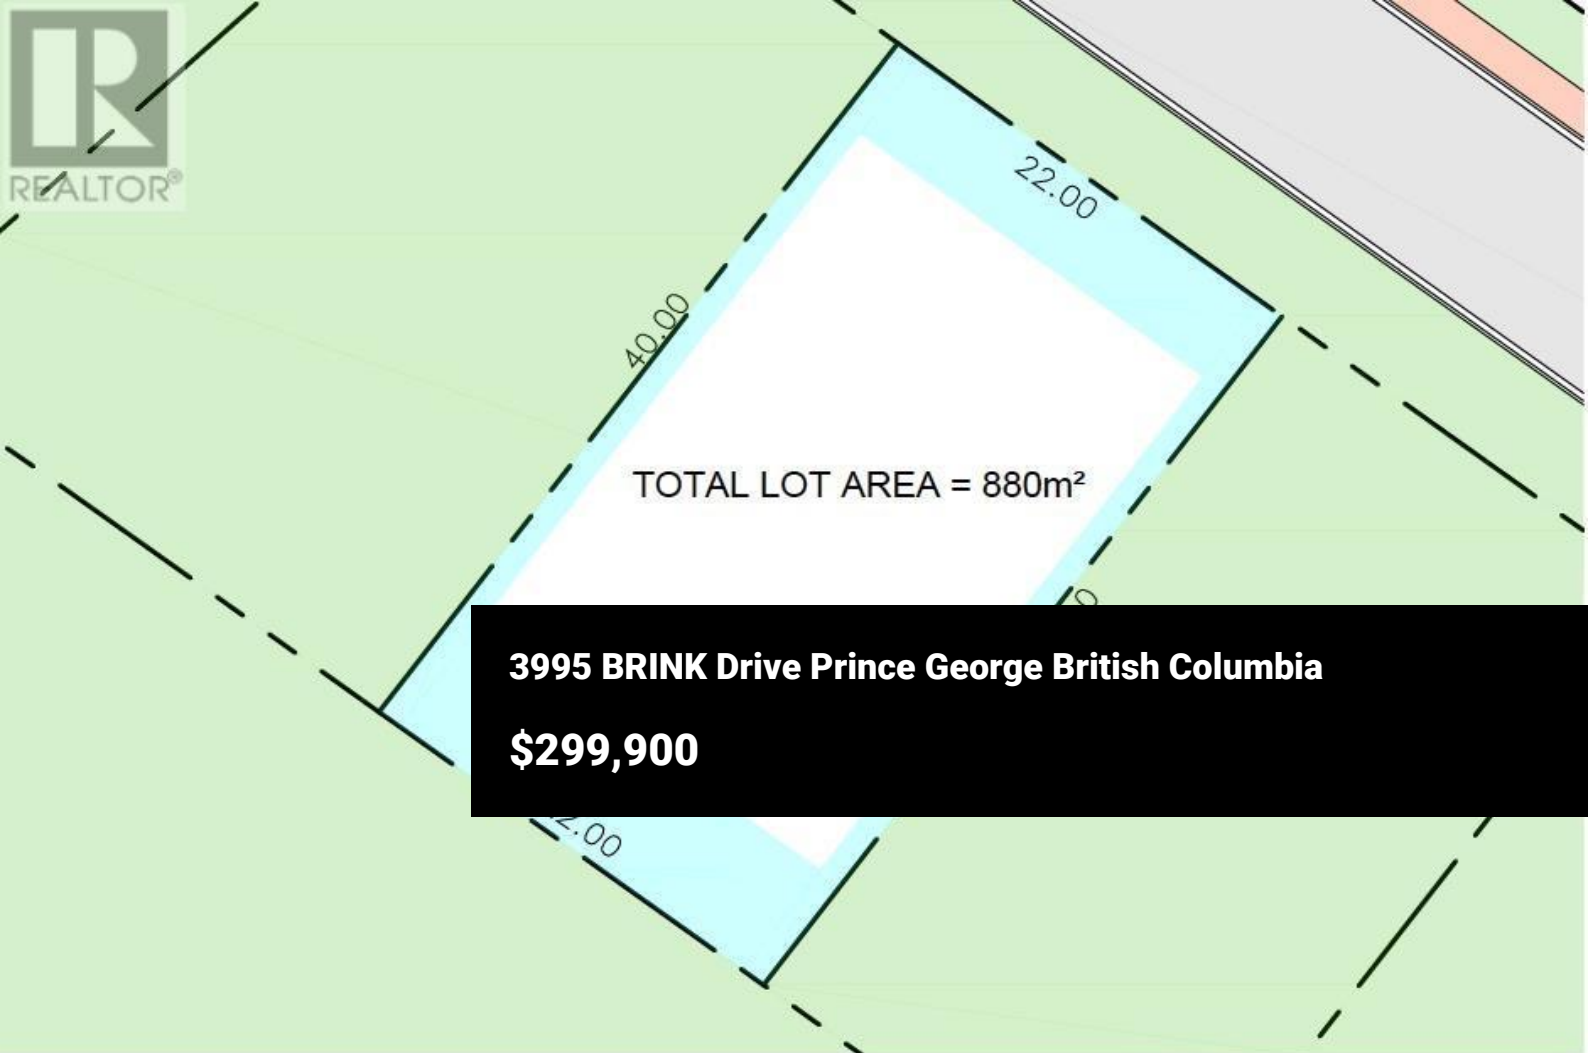 REALTOR®
22.00
40.00
TOTAL LOT AREA = 880m²
3995 BRINK Drive Prince George British Columbia
$299,900